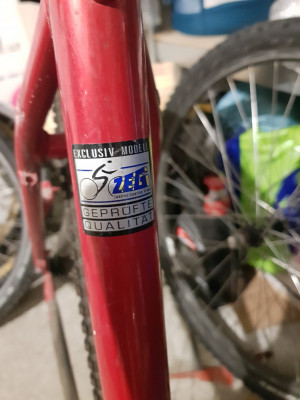 EXCLUSIV-MODELL
ZEG
GEPRÜFTE
QUALITÄT